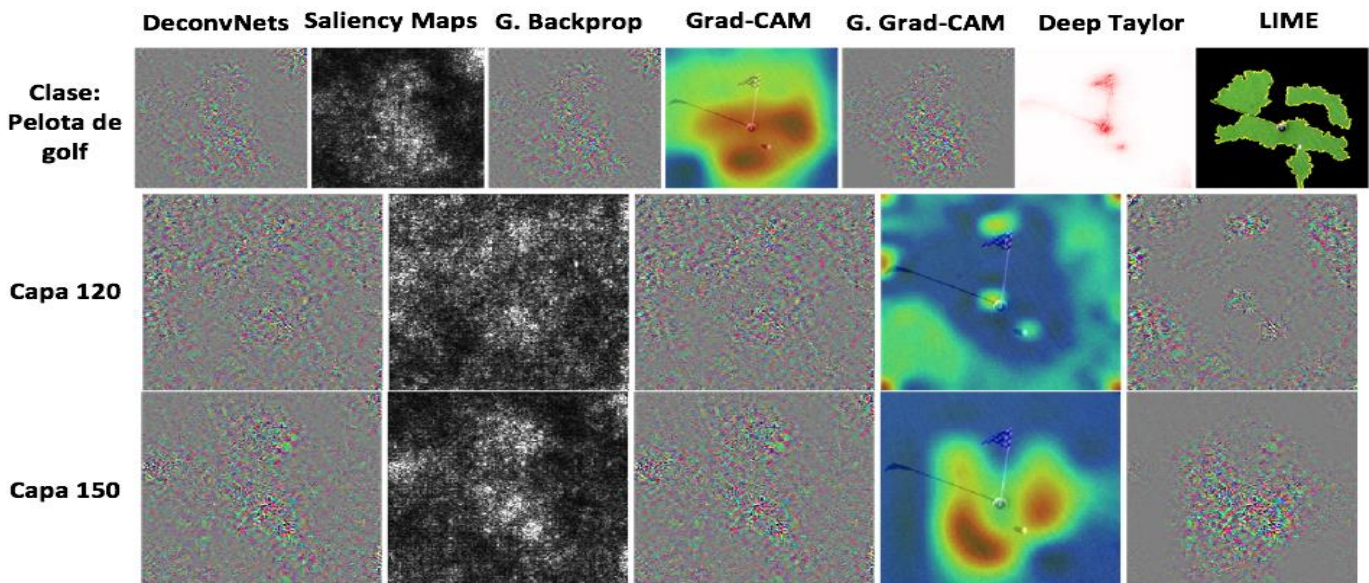 DeconvNets Saliency Maps G. Backprop Grad-CAM G. Grad-CAM Deep Taylor LIME
Clase:
Pelota de
golf
Capa 120
Capa 150